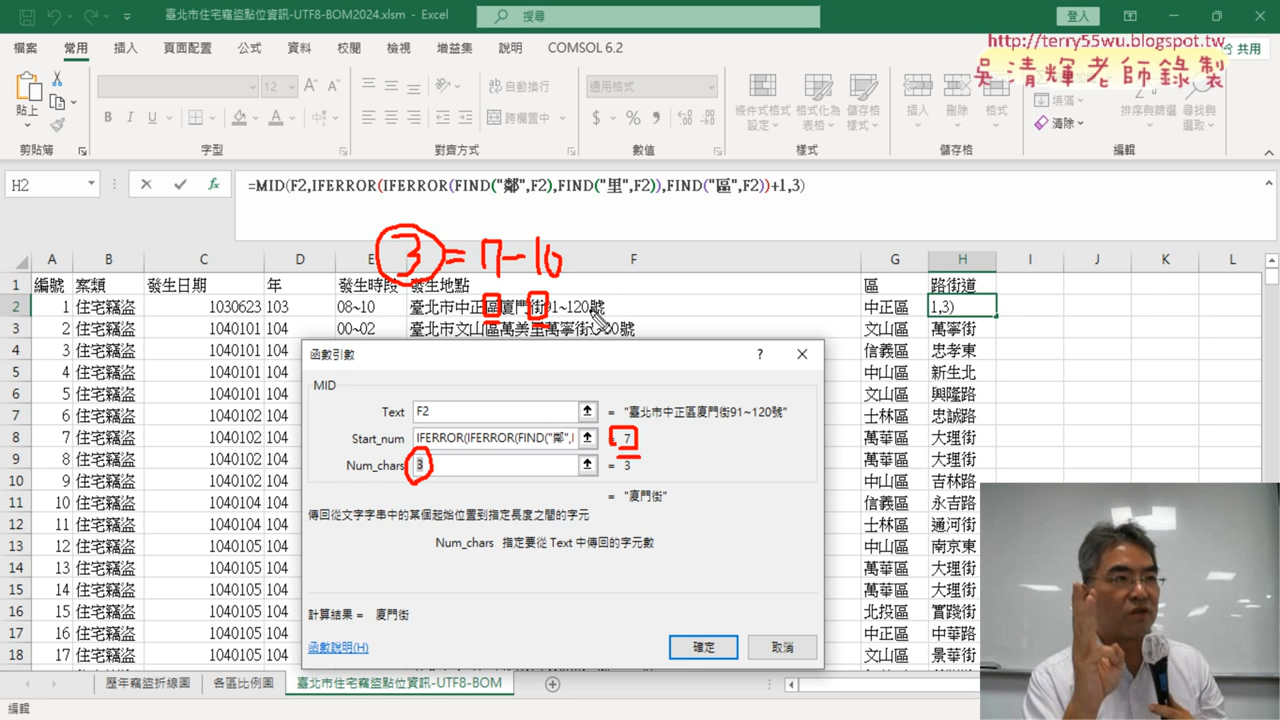 臺北市住宅竊盜點位資訊-UTF8-BOM2024.xlsm - Excel
搜尋
登入
檔案 常用 插入 頁面配置 公式 資料 校閱 檢視 增益集 說明 COMSOL 6.2
共用
http://terry55wu.blogspot.tw
吳清輝老師錄製
貼上
12
自動換行
跨欄置中
通用格式
條件式格式設定
格式化為表格
儲存格樣式
插入 刪除 格式
填滿
清除
排序與篩選
尋找與選取
剪貼簿 字型 對齊方式 數值 樣式 儲存格 編輯
H2
=MID(F2,IFERROR(IFERROR(FIND("鄰",F2),FIND("里",F2)),FIND("區",F2))+1,3)
3=7-10
A B C D E F G H I J K L
1 編號 案類 發生日期 年 發生時段 發生地點 區 路街道
2 1 住宅竊盜 1030623 103 08~10 臺北市中正區廈門街91~120號 中正區 1,3)
3 2 住宅竊盜 1040101 104 00~02 臺北市文山區萬美里萬寧街 號 文山區 萬寧街
4 3 住宅竊盜 1040101 104 信義區 忠孝東
5 4 住宅竊盜 1040101 104 中山區 新生北
6 5 住宅竊盜 1040101 104 文山區 興隆路
7 6 住宅竊盜 1040102 104 士林區 忠誠路
8 7 住宅竊盜 1040102 104 萬華區 大理街
9 8 住宅竊盜 1040102 104 萬華區 大理街
10 9 住宅竊盜 1040102 104 中山區 吉林路
11 10 住宅竊盜 1040102 104 信義區 永吉路
12 11 住宅竊盜 1040102 104 士林區 通河街
13 12 住宅竊盜 1040105 104 中山區 南京東
14 13 住宅竊盜 1040105 104 萬華區 大理街
15 14 住宅竊盜 1040105 104 萬華區 大理街
16 15 住宅竊盜 1040105 104 北投區 實踐街
17 16 住宅竊盜 1040105 104 中正區 中華路
18 17 住宅竊盜 1040105 104 文山區 景華街
函數引數
MID
Text F2 = "臺北市中正區廈門街91~120號"
Start_num IFERROR(IFERROR(FIND("鄰",I = 7
Num_chars 3 = 3
= "廈門街"
傳回從文字字串中的某個起始位置到指定長度之間的字元
Num_chars 指定要從 Text 中傳回的字元數
計算結果 = 廈門街
函數說明(H)
確定 取消
歷年竊盜折線圖 各區比例圖 臺北市住宅竊盜點位資訊-UTF8-BOM
編輯